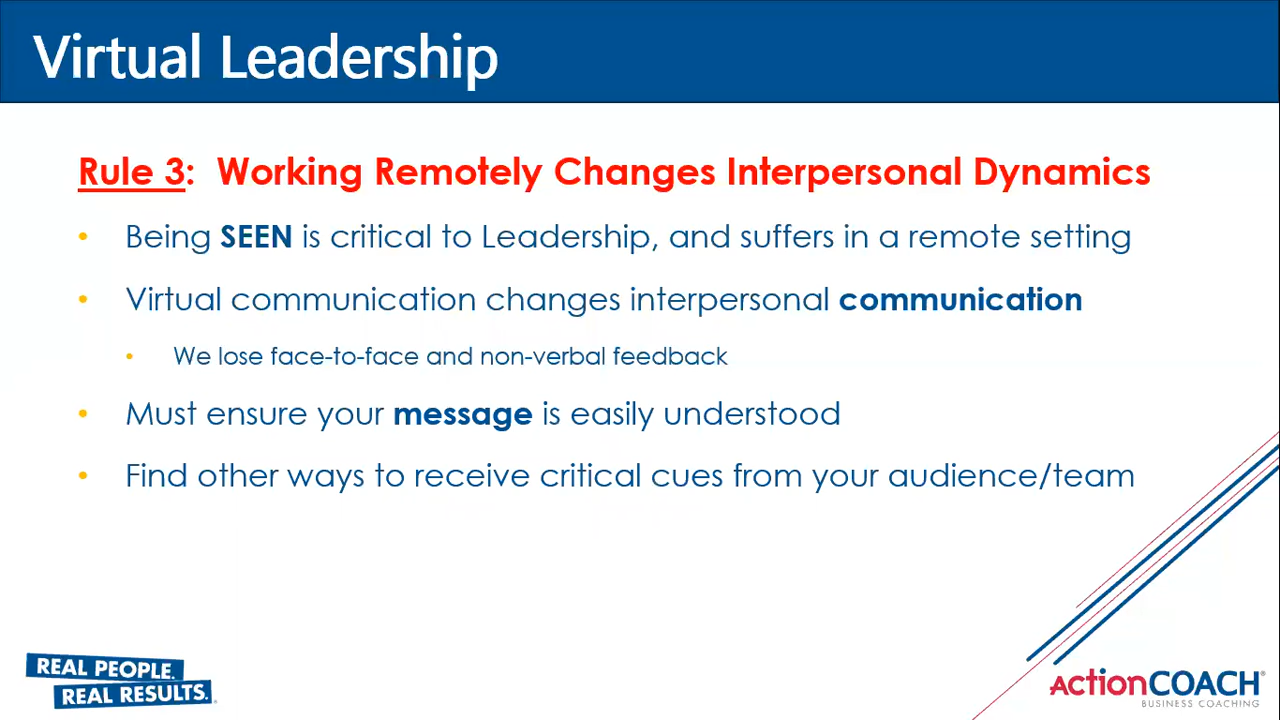 Virtual Leadership
Rule 3: Working Remotely Changes Interpersonal Dynamics
• Being SEEN is critical to Leadership, and suffers in a remote setting
• Virtual communication changes interpersonal communication
• We lose face-to-face and non-verbal feedback
• Must ensure your message is easily understood
• Find other ways to receive critical cues from your audience/team
REAL PEOPLE.
REAL RESULTS.
ActionCOACH®
BUSINESS COACHING